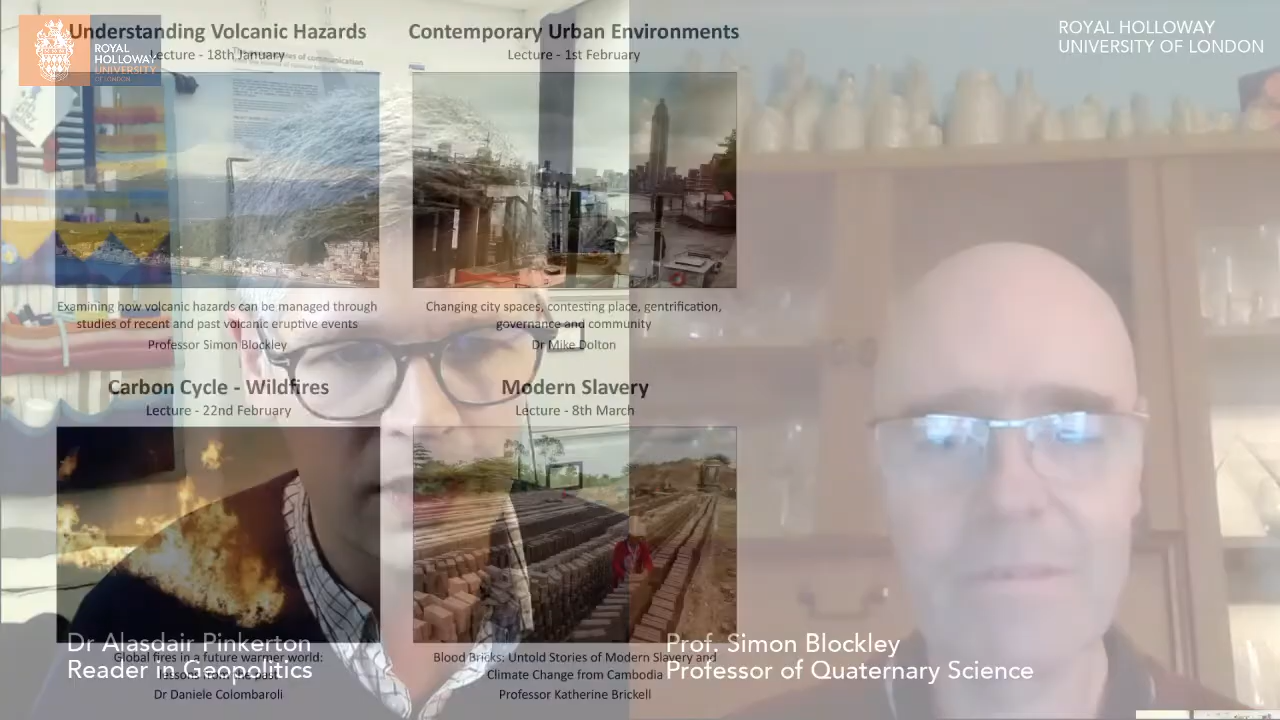 ROYAL
HOLLOWAY
UNIVERSITY
OF LONDON
ROYAL HOLLOWAY
UNIVERSITY OF LONDON
Understanding Volcanic Hazards
Lecture - 18th January
Examining how volcanic hazards can be managed through
studies of recent and past volcanic eruptive events
Professor Simon Blockley
Contemporary Urban Environments
Lecture - 1st February
Changing city spaces, contesting place, gentrification,
governance and community
Dr Mike Dolton
Carbon Cycle - Wildfires
Lecture - 22nd February
Global fires in a future warmer world:
Dr Daniele Colombaroli
Modern Slavery
Lecture - 8th March
Blood Bricks: Untold Stories of Modern Slavery and
Climate Change from Cambodia
Professor Katherine Brickell
Dr Alasdair Pinkerton
Reader in Geopolitics
Prof. Simon Blockley
Professor of Quaternary Science